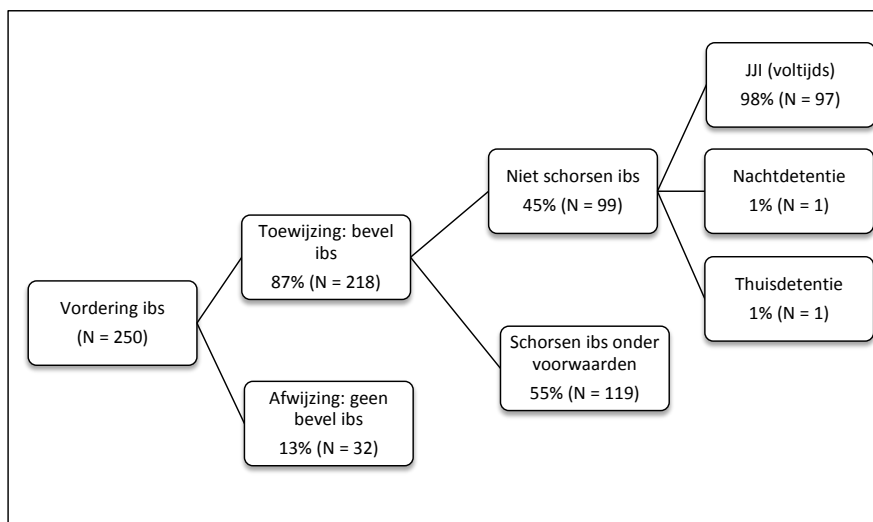 Vordering ibs
(N = 250)
Toewijzing: bevel
ibs
87% (N = 218)
Afwijzing: geen
bevel ibs
13% (N = 32)
Niet schorsen ibs
45% (N = 99)
Schorsen ibs onder
voorwaarden
55% (N = 119)
JJI (voltijds)
98% (N = 97)
Nachtdetentie
1% (N = 1)
Thuisdetentie
1% (N = 1)